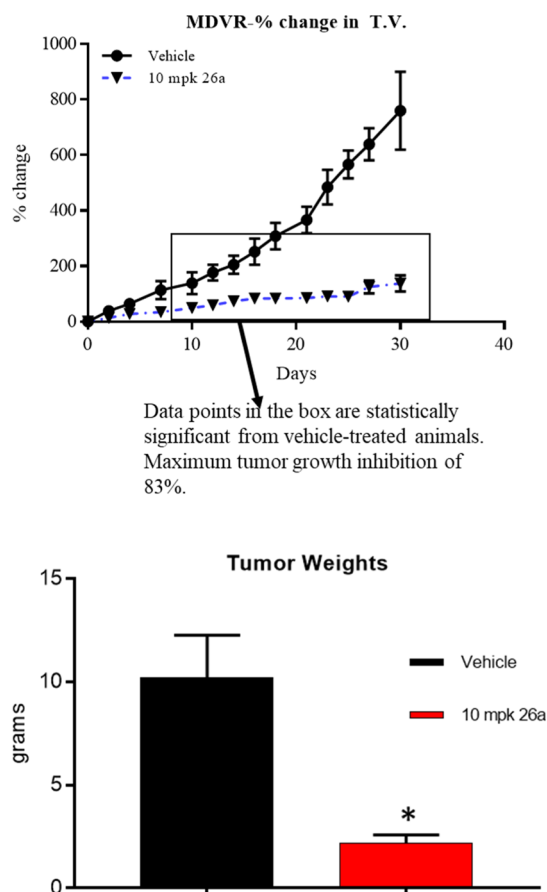 MDVR-% change in T.V.
Vehicle
10 mpk 26a
% change
1000
800
600
400
200
0
0
10
20
30
40
Days
Data points in the box are statistically
significant from vehicle-treated animals.
Maximum tumor growth inhibition of
83%.
Tumor Weights
grams
15
10
5
0
Vehicle
10 mpk 26a
*